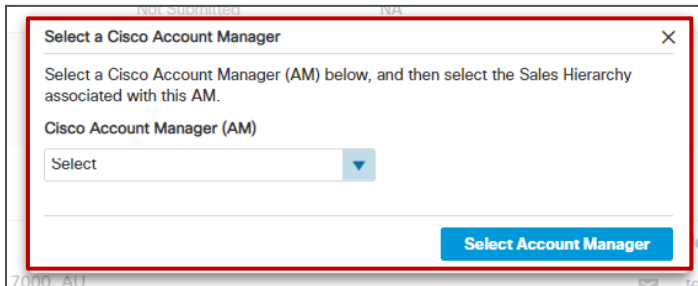 Not Submitted NA
Select a Cisco Account Manager
Select a Cisco Account Manager (AM) below, and then select the Sales Hierarchy
associated with this AM.
Cisco Account Manager (AM)
Select
Select Account Manager
7000, AU